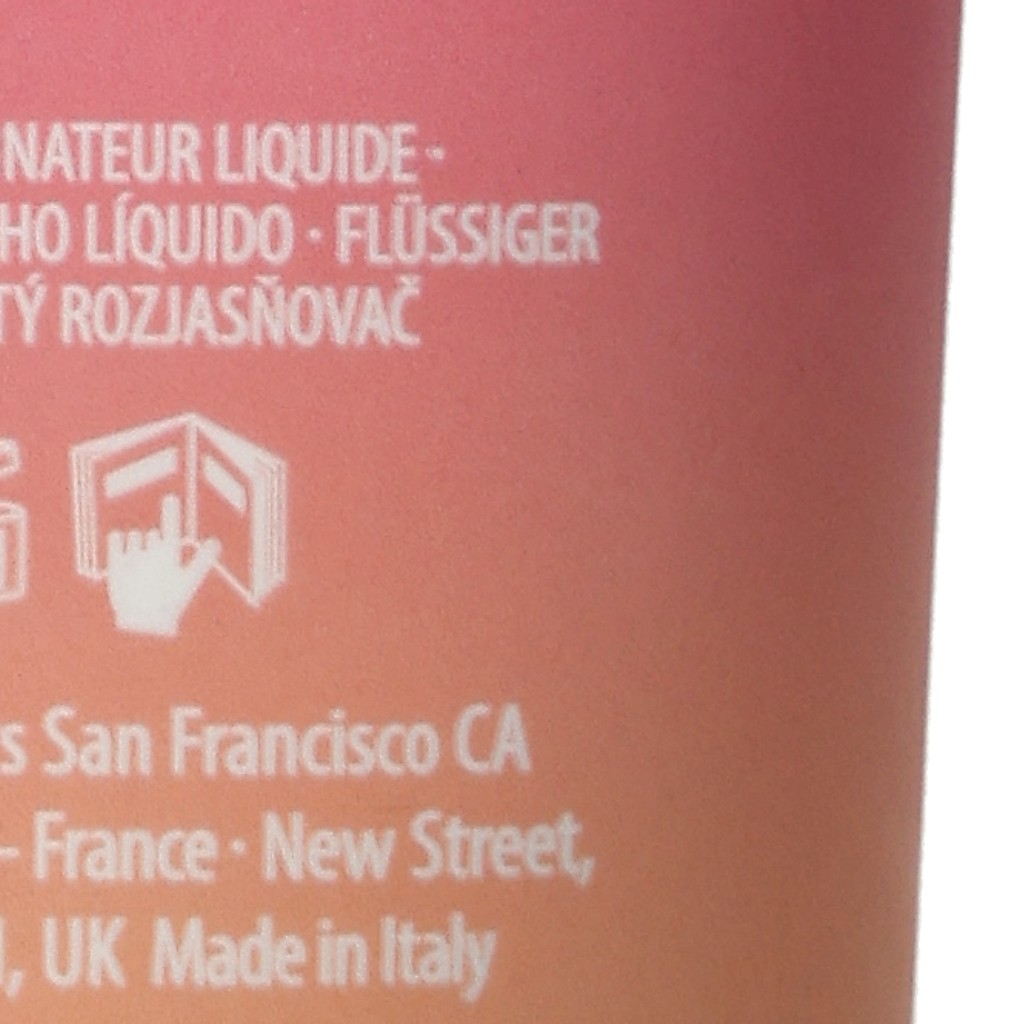 NATEUR LIQUIDE ·
HO LÍQUIDO · FLÜSSIGER
TÝ ROZJASŇOVAČ
s San Francisco CA
– France · New Street,
, UK Made in Italy